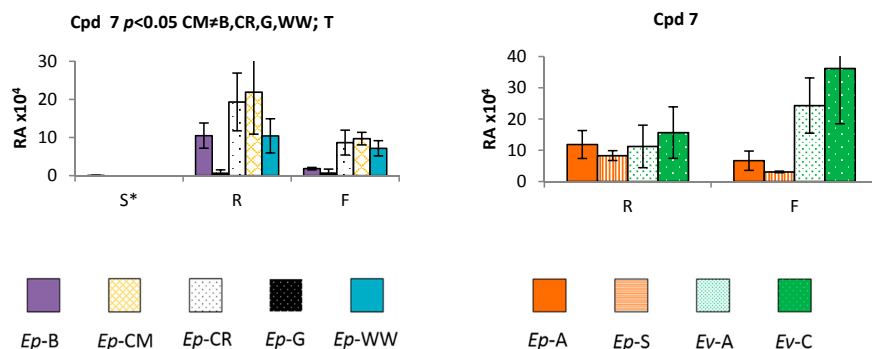 Cpd 7 p<0.05 CM≠B,CR,G,WW; T
RA x10⁴
30
20
10
0
S* R F
Ep-B Ep-CM Ep-CR Ep-G Ep-WW
Cpd 7
RA x10⁴
40
30
20
10
0
R F
Ep-A Ep-S Ev-A Ev-C